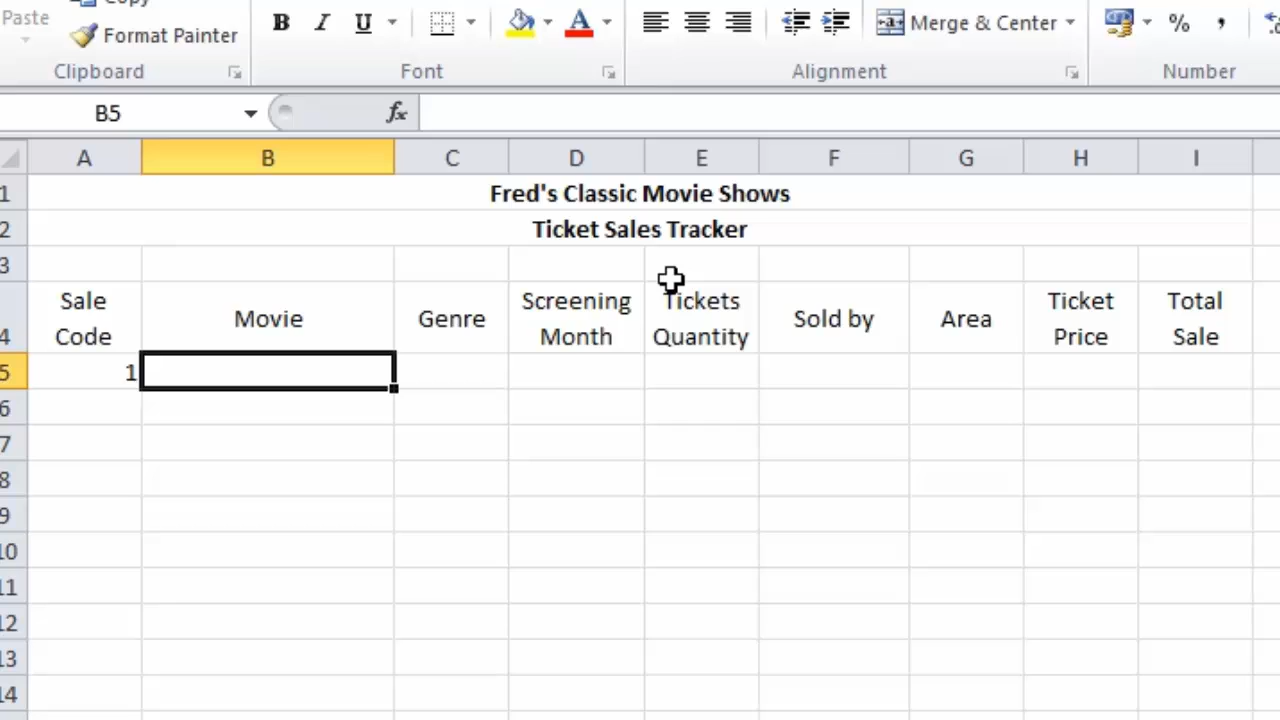 Paste Copy
Format Painter
B I U A Merge & Center % ,
Clipboard Font Alignment Number
B5 fx
A B C D E F G H I
1 Fred's Classic Movie Shows
2 Ticket Sales Tracker
3
4 Sale Code Movie Genre Screening Month Tickets Quantity Sold by Area Ticket Price Total Sale
5 1
6
7
8
9
10
11
12
13
14